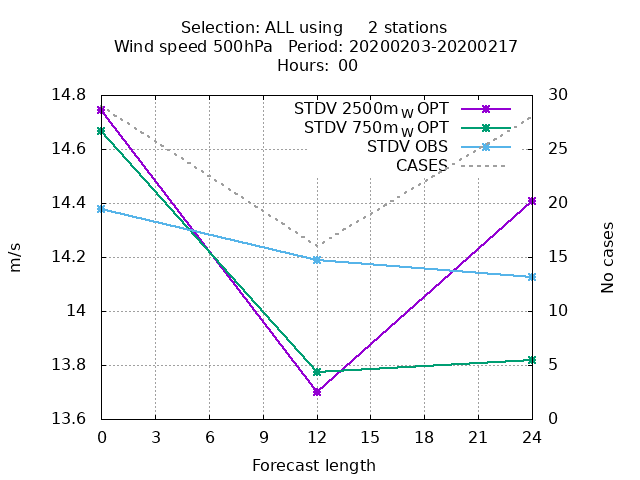 Selection: ALL using     2 stations
Wind speed 500hPa   Period: 20200203-20200217
Hours:  00
14.8
14.6
14.4
14.2
14
13.8
13.6
m/s
30
25
20
15
10
5
0
No cases
STDV 2500m_W OPT
STDV 750m_W OPT
STDV OBS
CASES
0 3 6 9 12 15 18 21 24
Forecast length